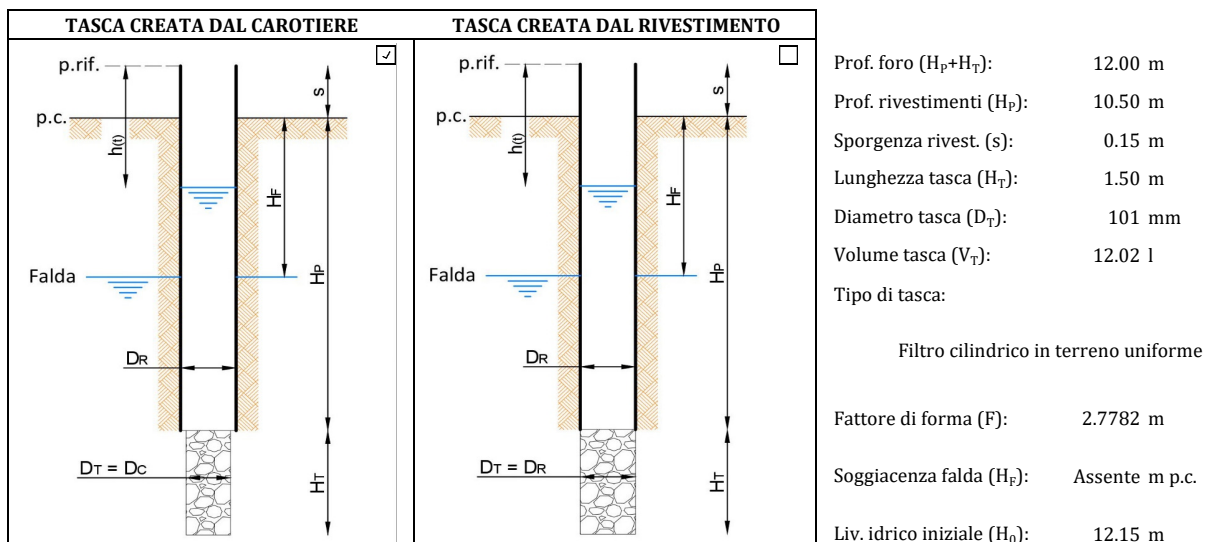 TASCA CREATA DAL CAROTIERE
p.rif.
s
p.c.
h(t)
HF
Falda
HP
DR
DT = DC
HT
TASCA CREATA DAL RIVESTIMENTO
p.rif.
s
p.c.
h(t)
HF
Falda
HP
DR
DT = DR
HT
Prof. foro (HP+HT): 12.00 m
Prof. rivestimenti (HP): 10.50 m
Sporgenza rivest. (s): 0.15 m
Lunghezza tasca (HT): 1.50 m
Diametro tasca (DT): 101 mm
Volume tasca (VT): 12.02 l
Tipo di tasca:
Filtro cilindrico in terreno uniforme
Fattore di forma (F): 2.7782 m
Soggiacenza falda (HF): Assente m p.c.
Liv. idrico iniziale (H0): 12.15 m